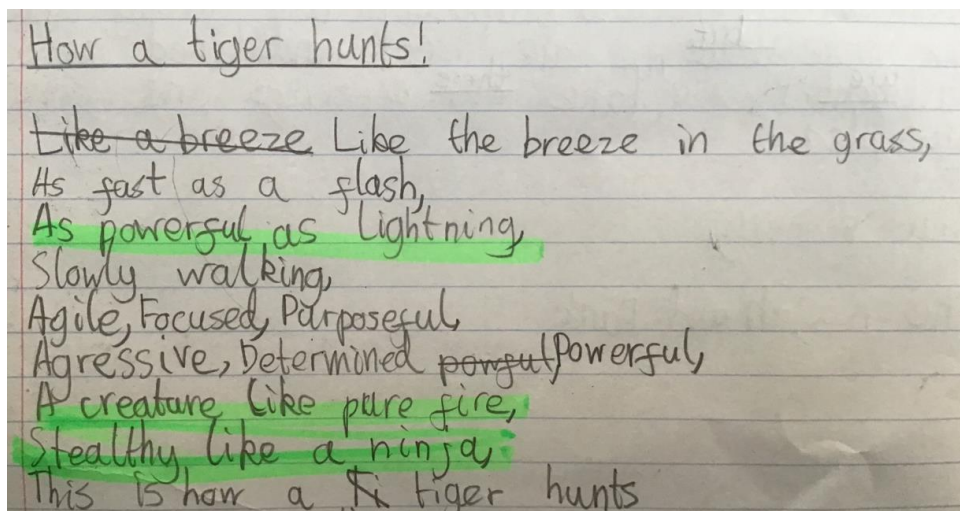 How a tiger hunts!
Like a breeze Like the breeze in the grass,
As fast as a flash,
As powerful as lightning,
Slowly walking,
Agile, Focused, Purposeful,
Agressive, Determined powful Powerful,
A creature like pure fire,
Stealthy like a ninja,
This is how a Ti tiger hunts